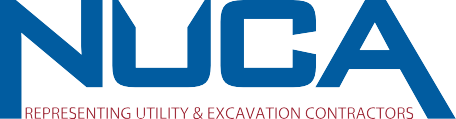 NUCA
REPRESENTING UTILITY & EXCAVATION CONTRACTORS